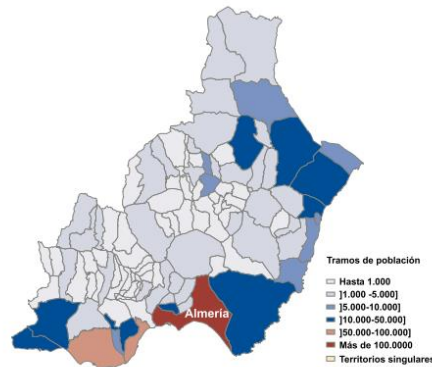 Almería
Tramos de población
Hasta 1.000
]1.000 -5.000]
]5.000-10.000]
]10.000-50.000]
]50.000-100.000]
Más de 100.0000
Territorios singulares